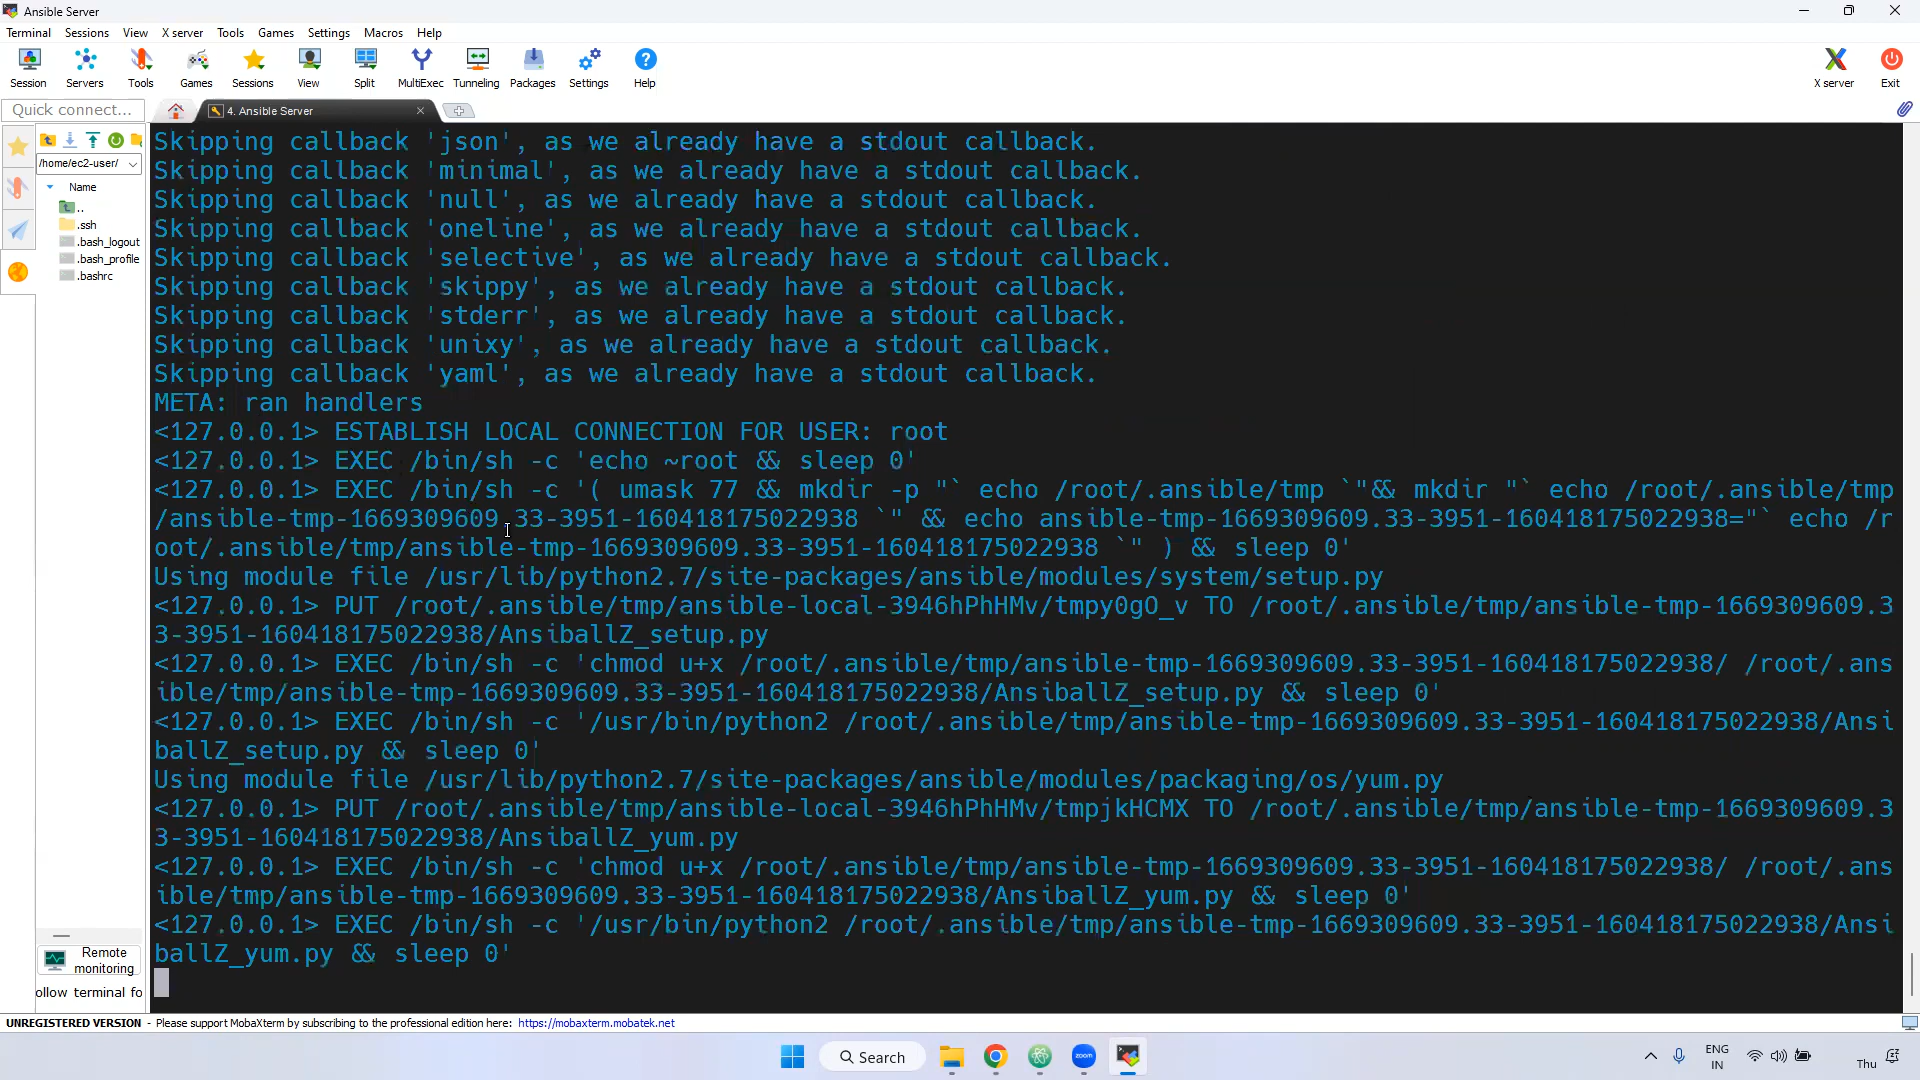 Ansible Server
Terminal Sessions View X server Tools Games Settings Macros Help
Session Servers Tools Games Sessions View Split MultiExec Tunneling Packages Settings Help X server Exit
Quick connect...
4. Ansible Server
/home/ec2-user/
Name
..
.ssh
.bash_logout
.bash_profile
.bashrc
Skipping callback 'json', as we already have a stdout callback.
Skipping callback 'minimal', as we already have a stdout callback.
Skipping callback 'null', as we already have a stdout callback.
Skipping callback 'oneline', as we already have a stdout callback.
Skipping callback 'selective', as we already have a stdout callback.
Skipping callback 'skippy', as we already have a stdout callback.
Skipping callback 'stderr', as we already have a stdout callback.
Skipping callback 'unixy', as we already have a stdout callback.
Skipping callback 'yaml', as we already have a stdout callback.
META: ran handlers
<127.0.0.1> ESTABLISH LOCAL CONNECTION FOR USER: root
<127.0.0.1> EXEC /bin/sh -c 'echo ~root && sleep 0'
<127.0.0.1> EXEC /bin/sh -c '( umask 77 && mkdir -p "` echo /root/.ansible/tmp `"&& mkdir "` echo /root/.ansible/tmp
/ansible-tmp-1669309609.33-3951-160418175022938 `" && echo ansible-tmp-1669309609.33-3951-160418175022938="` echo /r
oot/.ansible/tmp/ansible-tmp-1669309609.33-3951-160418175022938 `" ) && sleep 0'
Using module file /usr/lib/python2.7/site-packages/ansible/modules/system/setup.py
<127.0.0.1> PUT /root/.ansible/tmp/ansible-local-3946hPhHMv/tmpy0gO_v TO /root/.ansible/tmp/ansible-tmp-1669309609.3
3-3951-160418175022938/AnsiballZ_setup.py
<127.0.0.1> EXEC /bin/sh -c 'chmod u+x /root/.ansible/tmp/ansible-tmp-1669309609.33-3951-160418175022938/ /root/.ans
ible/tmp/ansible-tmp-1669309609.33-3951-160418175022938/AnsiballZ_setup.py && sleep 0'
<127.0.0.1> EXEC /bin/sh -c '/usr/bin/python2 /root/.ansible/tmp/ansible-tmp-1669309609.33-3951-160418175022938/Ansi
ballZ_setup.py && sleep 0'
Using module file /usr/lib/python2.7/site-packages/ansible/modules/packaging/os/yum.py
<127.0.0.1> PUT /root/.ansible/tmp/ansible-local-3946hPhHMv/tmpjkHCMX TO /root/.ansible/tmp/ansible-tmp-1669309609.3
3-3951-160418175022938/AnsiballZ_yum.py
<127.0.0.1> EXEC /bin/sh -c 'chmod u+x /root/.ansible/tmp/ansible-tmp-1669309609.33-3951-160418175022938/ /root/.ans
ible/tmp/ansible-tmp-1669309609.33-3951-160418175022938/AnsiballZ_yum.py && sleep 0'
<127.0.0.1> EXEC /bin/sh -c '/usr/bin/python2 /root/.ansible/tmp/ansible-tmp-1669309609.33-3951-160418175022938/Ansi
ballZ_yum.py && sleep 0'
Remote
monitoring
ollow terminal fo
UNREGISTERED VERSION - Please support MobaXterm by subscribing to the professional edition here: https://mobaxterm.mobatek.net
Search
zoom
ENG
IN
Thu